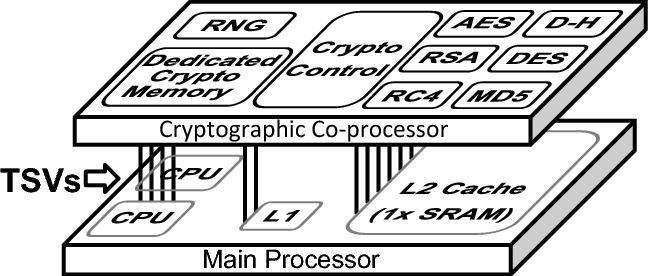 RNG
AES
D-H
Dedicated
Crypto
Memory
Crypto
Control
RSA
DES
RC4
MD5
Cryptographic Co-processor
TSVs
CPU
CPU
L1
L2 Cache
(1x SRAM)
Main Processor